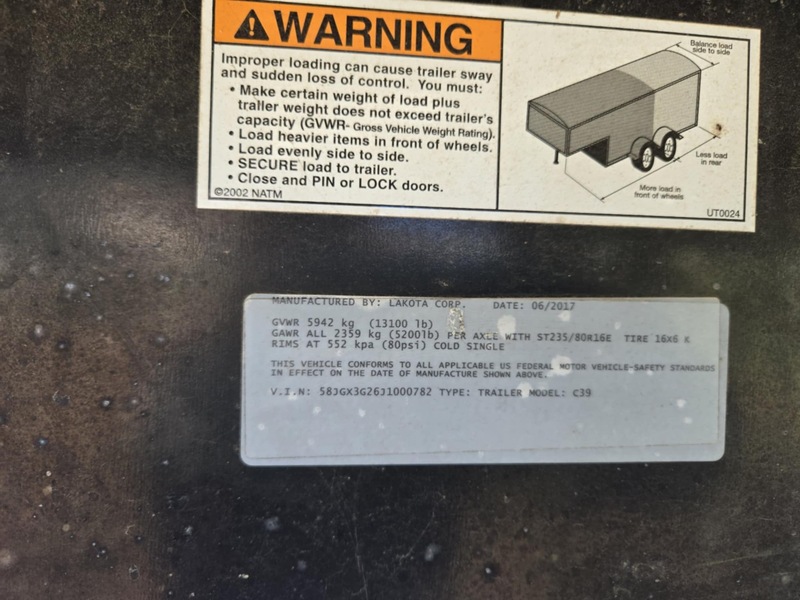 WARNING
Improper loading can cause trailer sway
and sudden loss of control. You must:
• Make certain weight of load plus
trailer weight does not exceed trailer's
capacity (GVWR- Gross Vehicle Weight Rating).
• Load heavier items in front of wheels.
• Load evenly side to side.
• SECURE load to trailer.
• Close and PIN or LOCK doors.
©2002 NATM
Balance load
side to side
Less load
in rear
More load in
front of wheels
UT0024
MANUFACTURED BY: LAKOTA CORP. DATE: 06/2017
GVWR 5942 kg (13100 lb)
GAWR ALL 2359 kg (5200lb) PER AXLE WITH ST235/80R16E TIRE 16X6 K
RIMS AT 552 kpa (80psi) COLD SINGLE
THIS VEHICLE CONFORMS TO ALL APPLICABLE US FEDERAL MOTOR VEHICLE-SAFETY STANDARDS
IN EFFECT ON THE DATE OF MANUFACTURE SHOWN ABOVE.
V.I.N: 58JGX3G26J1000782 TYPE: TRAILER MODEL: C39